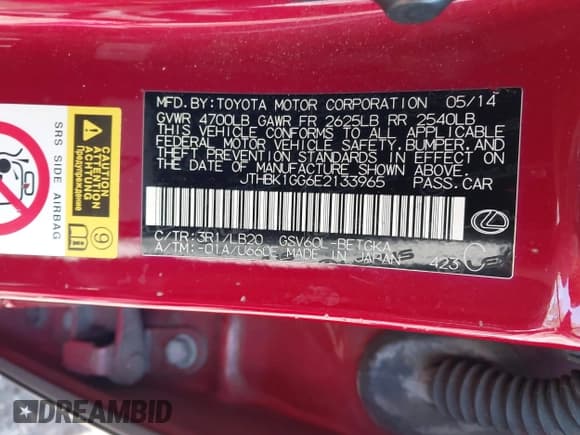 MFD.BY:TOYOTA MOTOR CORPORATION 05/14
GVWR 4700LB GAWR FR 2625LB RR 2540LB
THIS VEHICLE CONFORMS TO ALL APPLICABLE
FEDERAL MOTOR VEHICLE SAFETY,BUMPER,AND
THEFT PREVENTION STANDARDS IN EFFECT ON
THE DATE OF MANUFACTURE SHOWN ABOVE.
JTHBK1GG6E2133965 PASS.CAR
C/TR:3R1/LB20 GSV60L-BETGKA
A/TM:-01A/U660E MADE IN JAPAN
423
SRS SIDE AIRBAG
CAUTION
ATTENTION
ACHTUNG
Предупреждение
9
DREAMBID